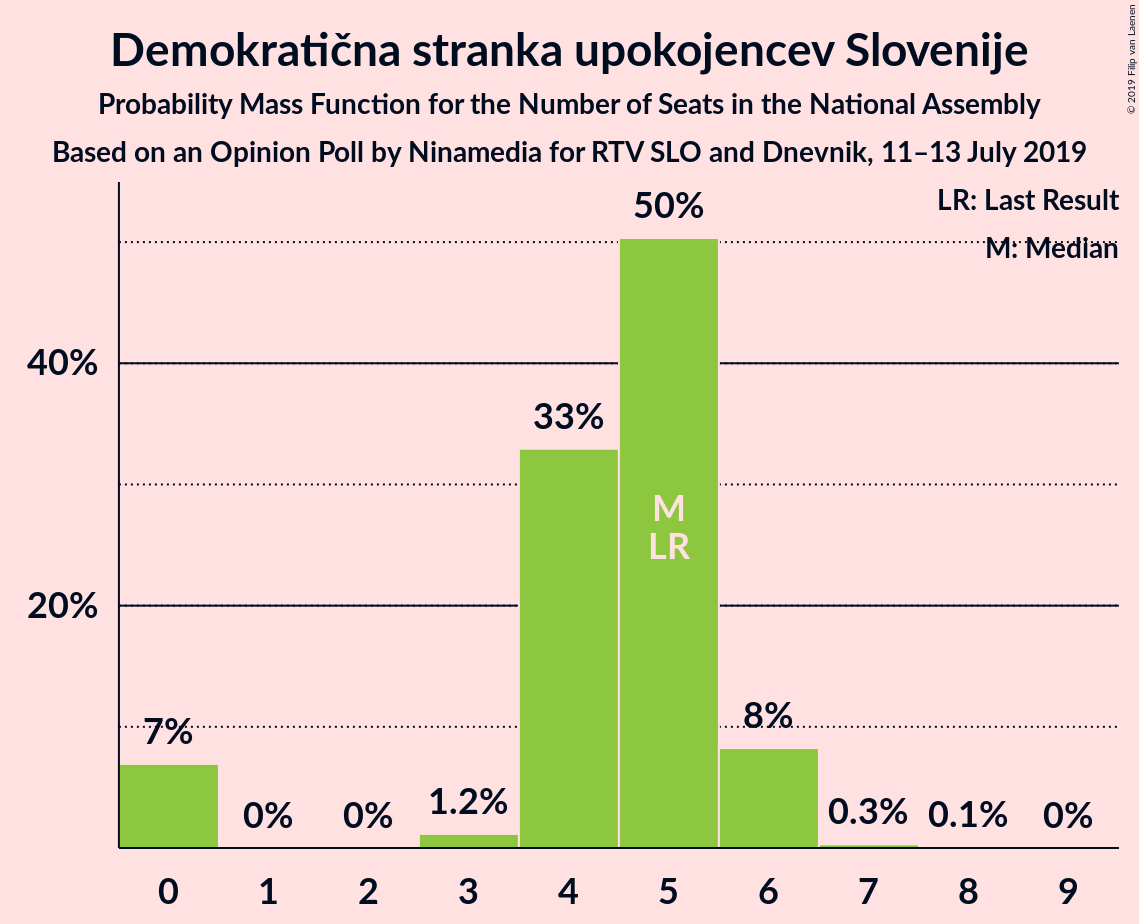 Demokratična stranka upokojencev Slovenije
Probability Mass Function for the Number of Seats in the National Assembly
Based on an Opinion Poll by Ninamedia for RTV SLO and Dnevnik, 11–13 July 2019
© 2019 Filip van Laenen
LR: Last Result
M: Median
50%
40%
33%
M
LR
20%
7%
0%
0%
1.2%
8%
0.3%
0.1%
0%
0 1 2 3 4 5 6 7 8 9